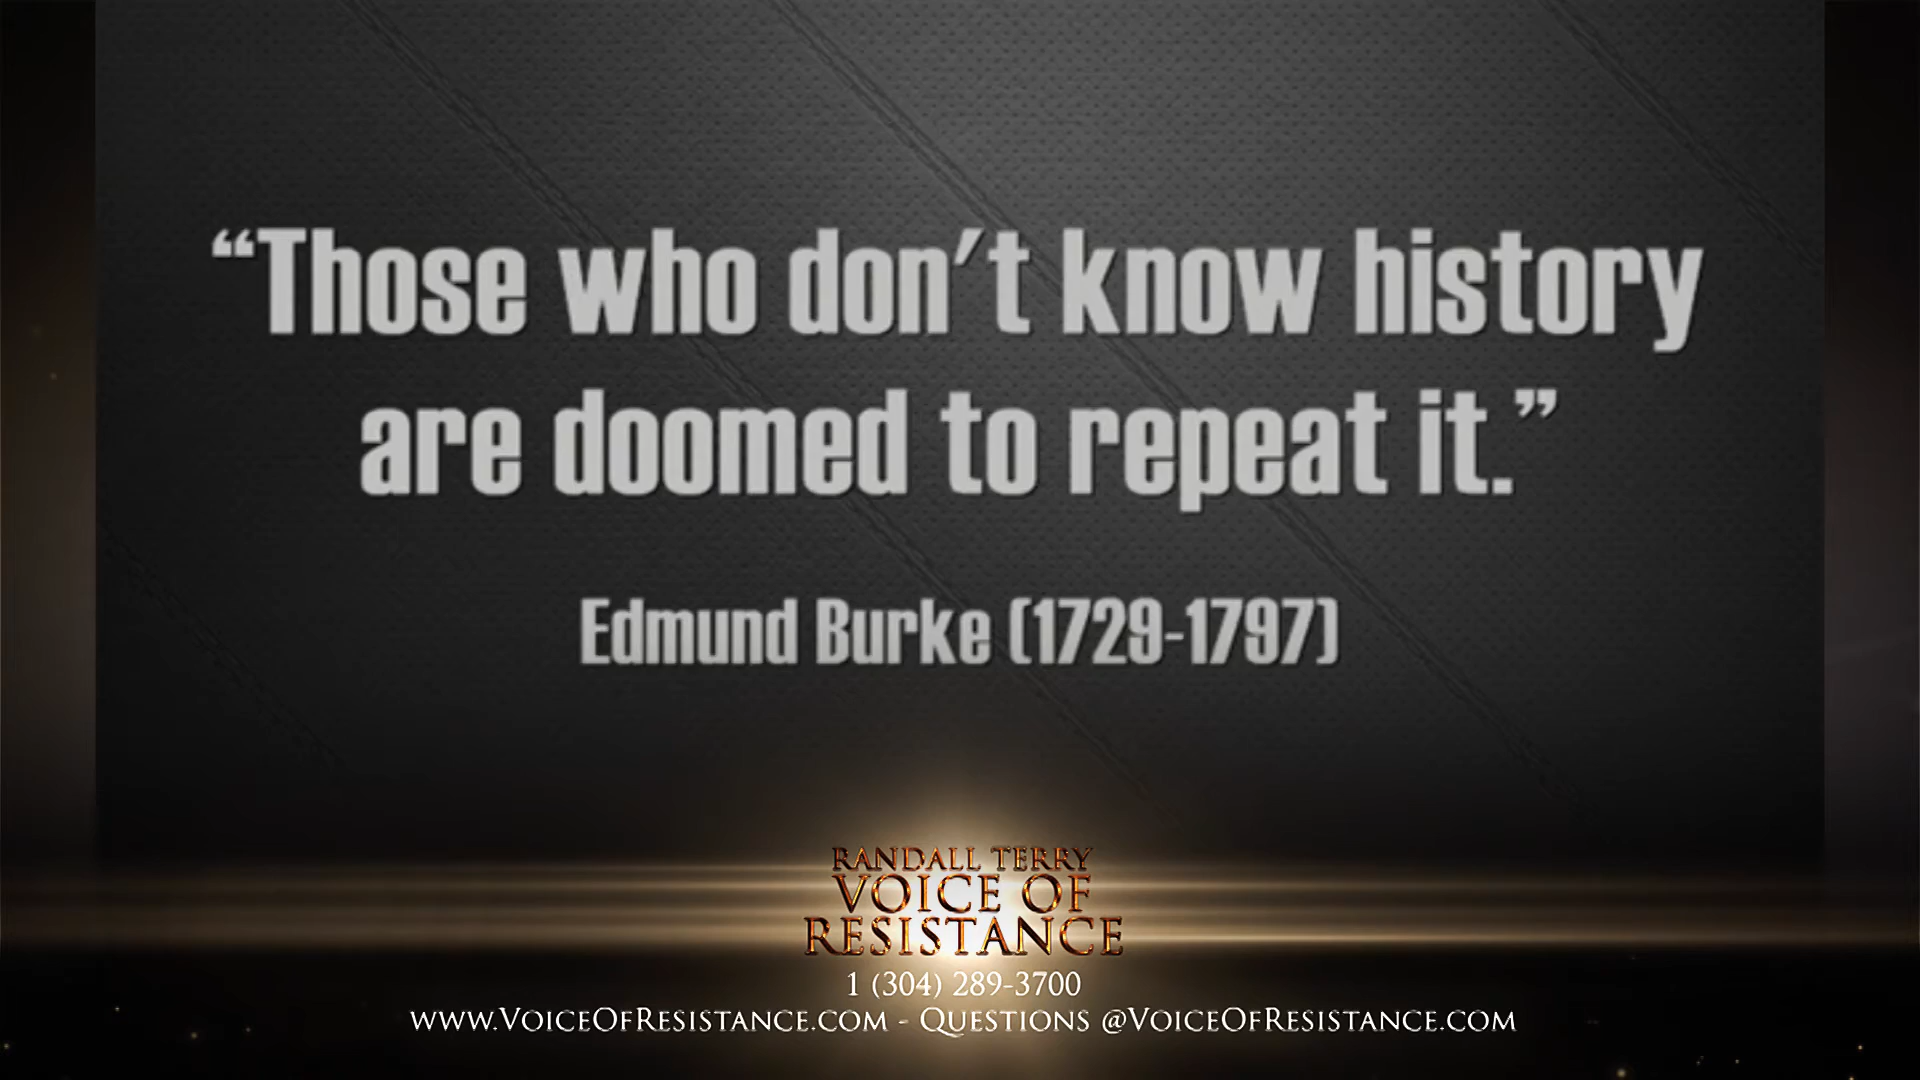 “Those who don't know history
are doomed to repeat it.”
Edmund Burke (1729-1797)
RANDALL TERRY
VOICE OF
RESISTANCE
1 (304) 289-3700
www.VoiceOfResistance.com - Questions @VoiceOfResistance.com